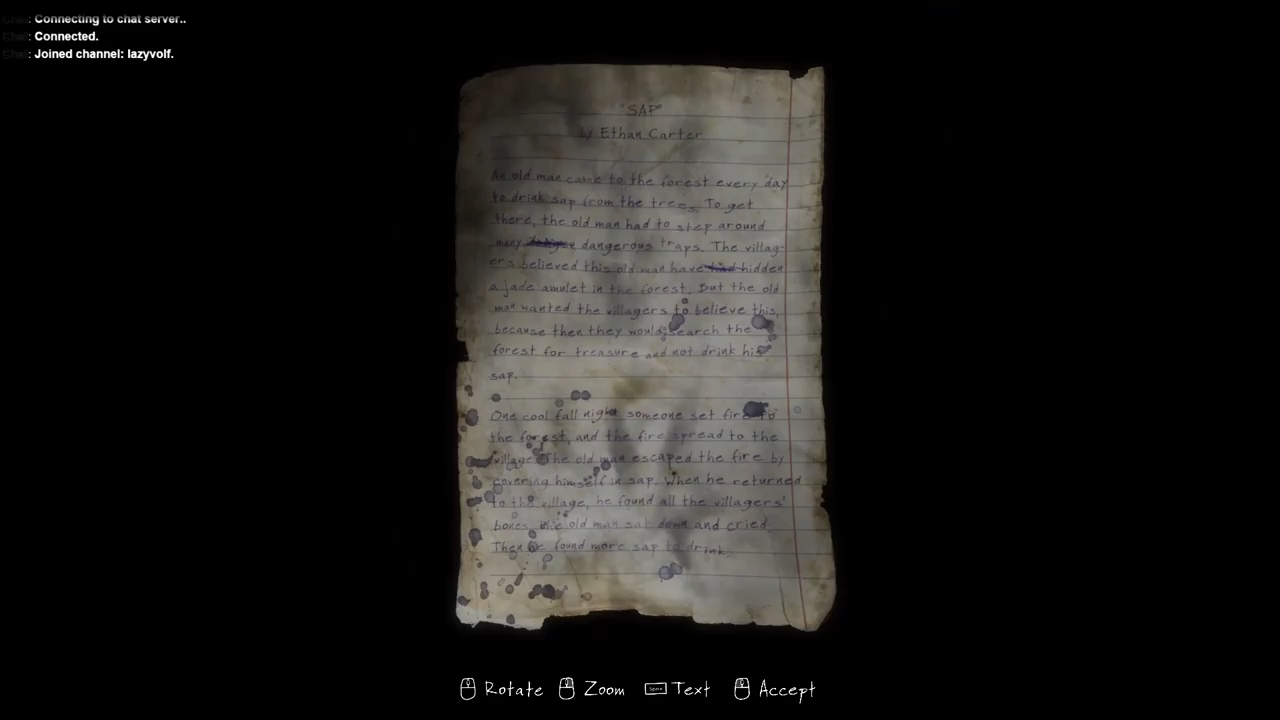 Chat: Connecting to chat server..
Chat: Connected.
Chat: Joined channel: lazyvolf.
"SAP"
by Ethan Carter
An old man came to the forest every day
to drink sap from the trees. To get
there, the old man had to step around
many dangerous traps. The villag-
ers believed this old man have had hidden
a jade amulet in the forest. But the old
man wanted the villagers to believe this,
because then they would search the
forest for treasure and not drink his
sap.
One cool fall night someone set fire to
the forest, and the fire spread to the
village. The old man escaped the fire by
covering himself in sap. When he returned
to the village, he found all the villagers'
bones. The old man sat down and cried.
Then he found more sap to drink.
Rotate Zoom Space Text Accept